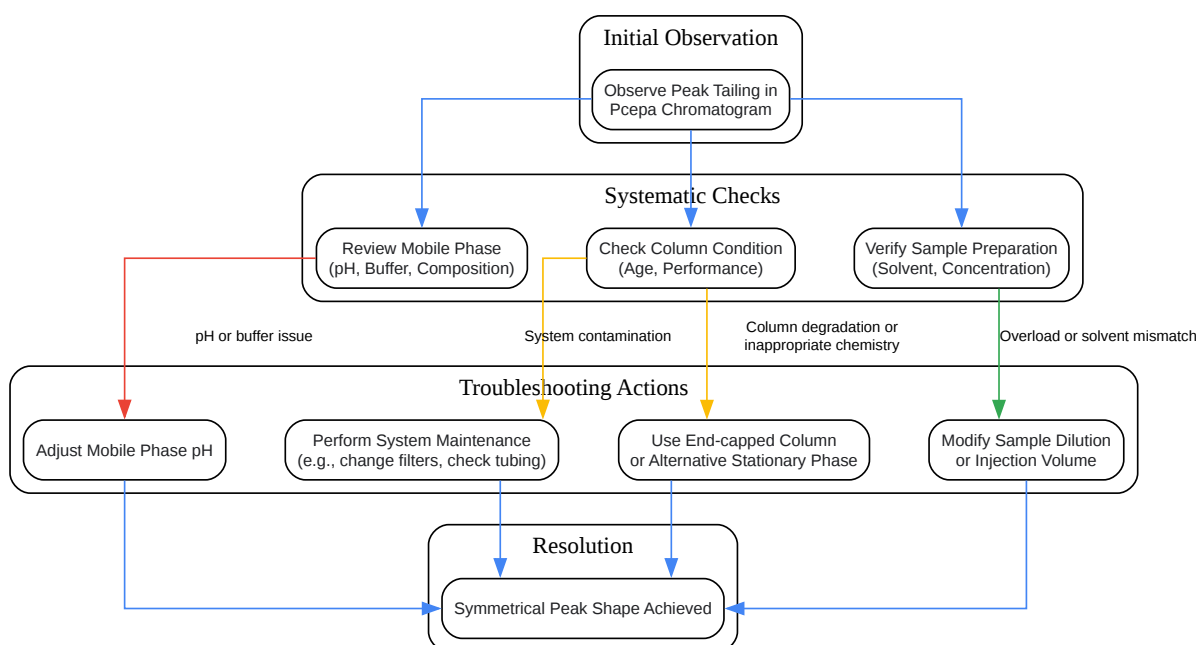 Initial Observation
Observe Peak Tailing in
Pcepa Chromatogram
Systematic Checks
Review Mobile Phase
(pH, Buffer, Composition)
Check Column Condition
(Age, Performance)
Verify Sample Preparation
(Solvent, Concentration)
pH or buffer issue
System contamination
Column degradation or
inappropriate chemistry
Overload or solvent mismatch
Troubleshooting Actions
Adjust Mobile Phase pH
Perform System Maintenance
(e.g., change filters, check tubing)
Use End-capped Column
or Alternative Stationary Phase
Modify Sample Dilution
or Injection Volume
Resolution
Symmetrical Peak Shape Achieved